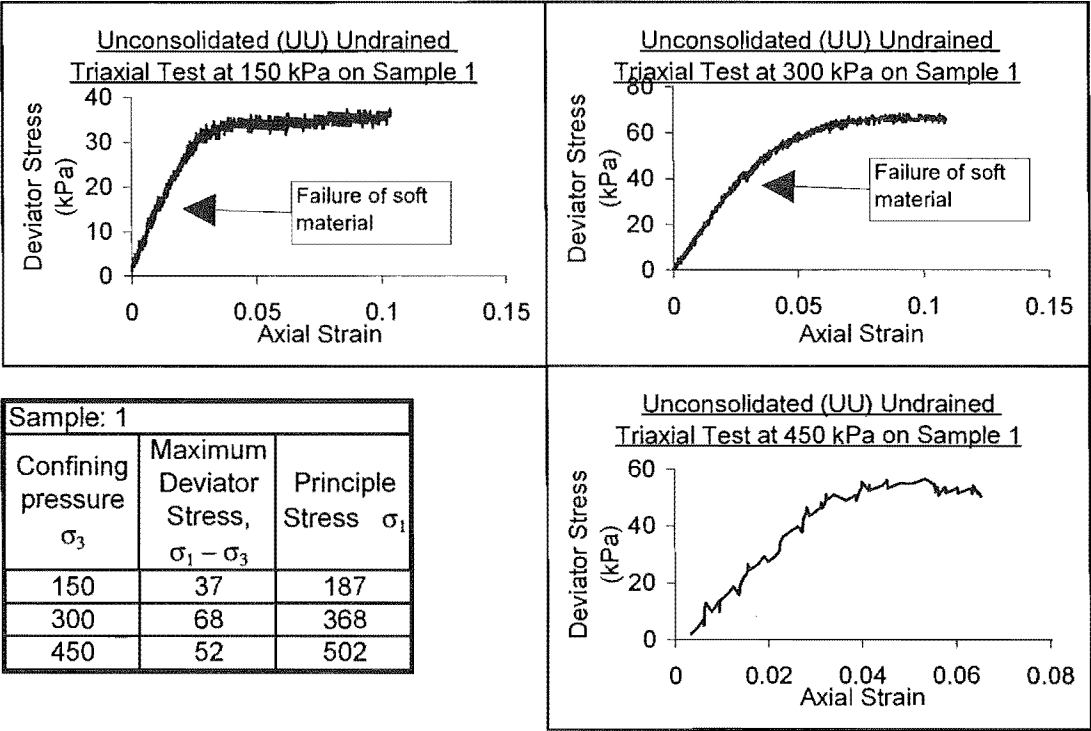 Unconsolidated (UU) Undrained
Triaxial Test at 150 kPa on Sample 1
Deviator Stress
(kPa)
40
30
20
10
0
Failure of soft
material
0
0.05
0.1
0.15
Axial Strain
Unconsolidated (UU) Undrained
Triaxial Test at 300 kPa on Sample 1
Deviator Stress
(kPa)
80
60
40
20
0
Failure of soft
material
0
0.05
0.1
0.15
Axial Strain
Sample: 1
Confining
pressure
σ3
Maximum
Deviator
Stress,
σ1 – σ3
Principle
Stress σ1
150 37 187
300 68 368
450 52 502
Unconsolidated (UU) Undrained
Triaxial Test at 450 kPa on Sample 1
Deviator Stress
(kPa)
60
40
20
0
0
0.02
0.04
0.06
0.08
Axial Strain